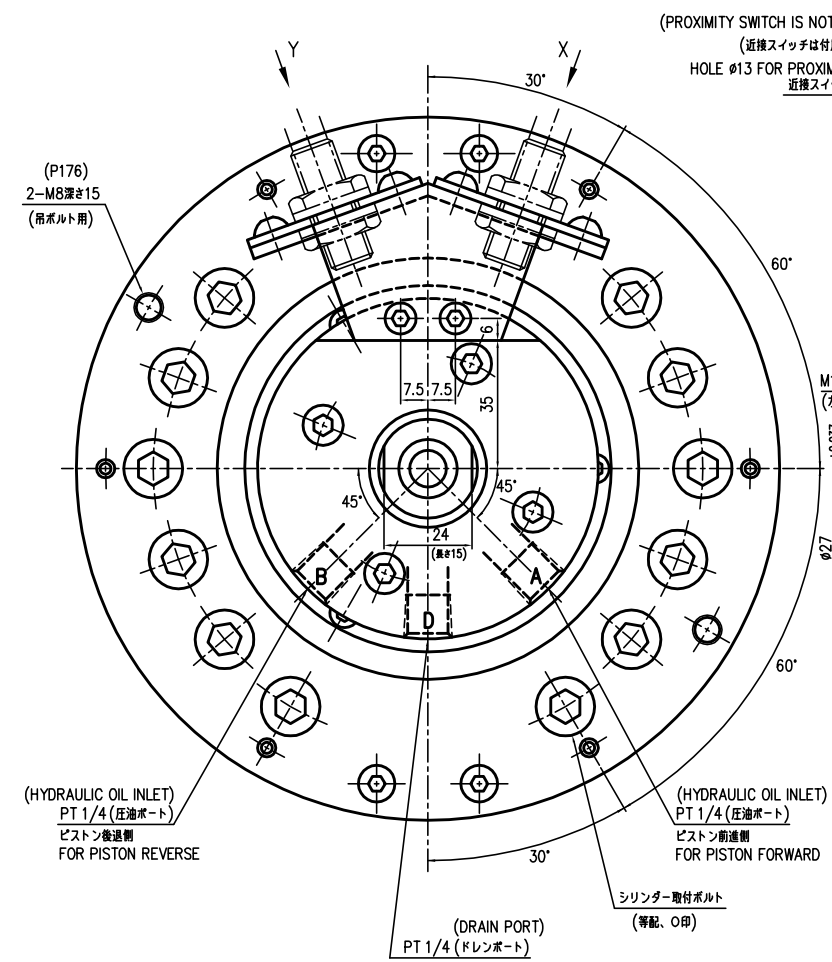 (PROXIMITY SWITCH IS NOT
(近接スイッチは付
HOLE ø13 FOR PROXIM
近接スイ
Y
X
30°
(P176)
2-M8深さ15
(吊ボルト用)
60°
6
7.5 7.5
35
M1
45°
45°
24
(長さ15)
ø27
B
A
D
60°
(HYDRAULIC OIL INLET)
PT 1/4 (圧油ポート)
ピストン後退側
FOR PISTON REVERSE
(HYDRAULIC OIL INLET)
PT 1/4 (圧油ポート)
ピストン前進側
FOR PISTON FORWARD
30°
シリンダー取付ボルト
(等配、O印)
(DRAIN PORT)
PT 1/4 (ドレンポート)